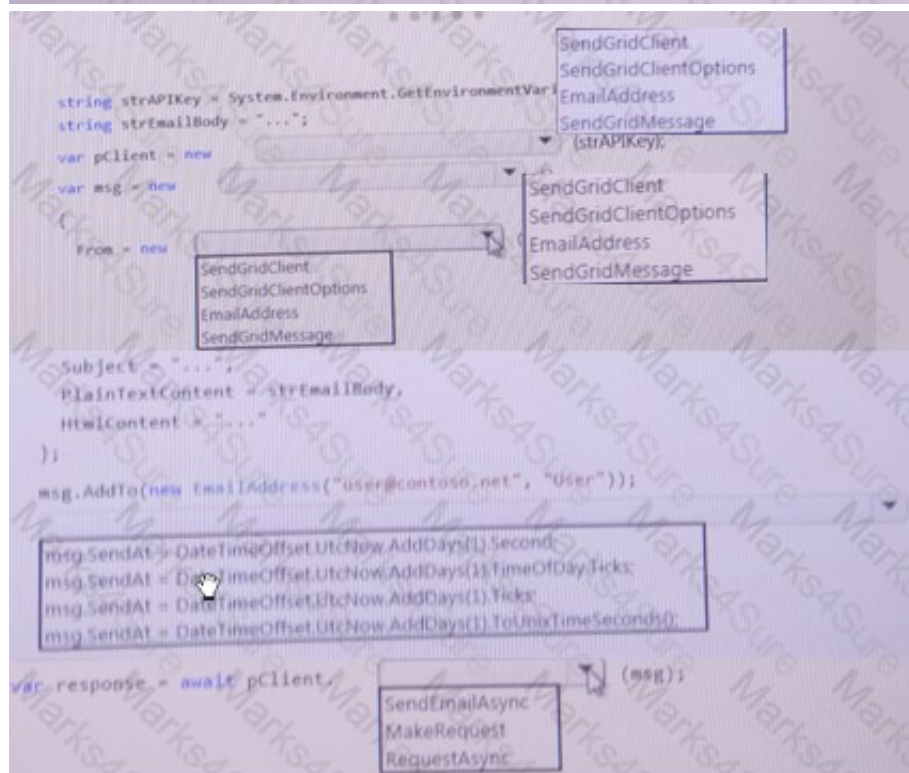 string strAPIKey = System.Environment.GetEnvironmentVari
string strEmailBody = "...";
var pClient = new (strAPIKey);
SendGridClient
SendGridClientOptions
EmailAddress
SendGridMessage
var msg = new ()
SendGridClient
SendGridClientOptions
EmailAddress
SendGridMessage
{
From = new (
SendGridClient
SendGridClientOptions
EmailAddress
SendGridMessage
Subject = "...",
PlainTextContent = strEmailBody,
HtmlContent = "..."
};
msg.AddTo(new EmailAddress("user@contoso.net", "User"));
msg.SendAt = DateTimeOffset.UtcNow.AddDays(1).Second;
msg.SendAt = DateTimeOffset.UtcNow.AddDays(1).TimeOfDay.Ticks;
msg.SendAt = DateTimeOffset.UtcNow.AddDays(1).Ticks;
msg.SendAt = DateTimeOffset.UtcNow.AddDays(1).ToUnixTimeSeconds();
var response = await pClient. (msg);
SendEmailAsync
MakeRequest
RequestAsync
Marks4Sure